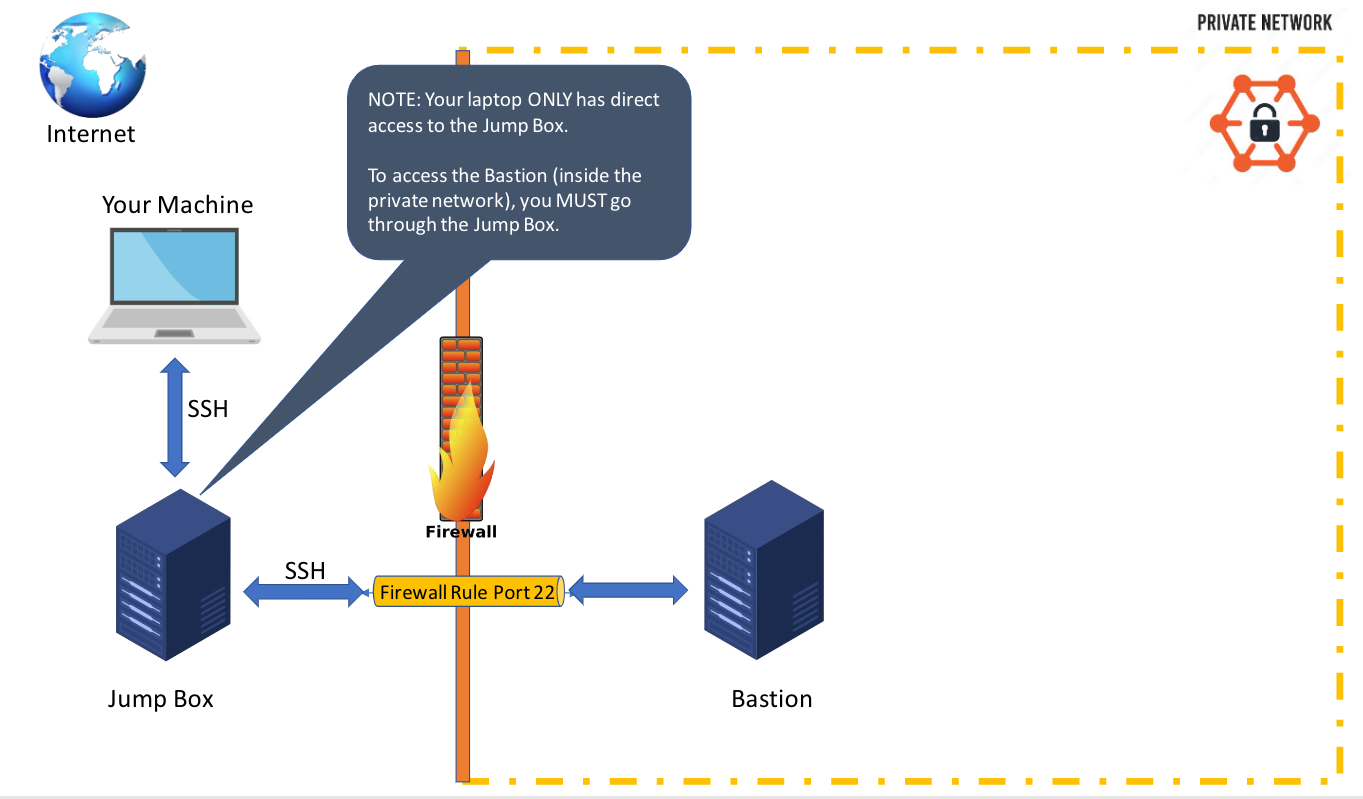 PRIVATE NETWORK
Internet
NOTE: Your laptop ONLY has direct
access to the Jump Box.
To access the Bastion (inside the
private network), you MUST go
through the Jump Box.
Your Machine
SSH
Firewall
SSH
Firewall Rule Port 22
Jump Box
Bastion